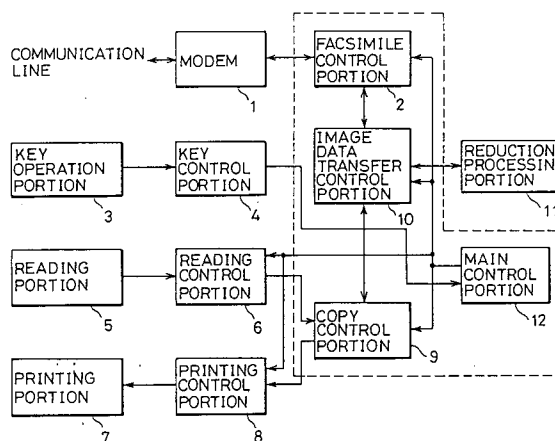 COMMUNICATION
LINE
MODEM
1
FACSIMILE
CONTROL
PORTION
2
KEY
OPERATION
PORTION
3
KEY
CONTROL
PORTION
4
IMAGE
DATA
TRANSFER
CONTROL
PORTION
10
REDUCTION
PROCESSING
PORTION
11
READING
PORTION
5
READING
CONTROL
PORTION
6
MAIN
CONTROL
PORTION
12
COPY
CONTROL
PORTION
9
PRINTING
PORTION
7
PRINTING
CONTROL
PORTION
8